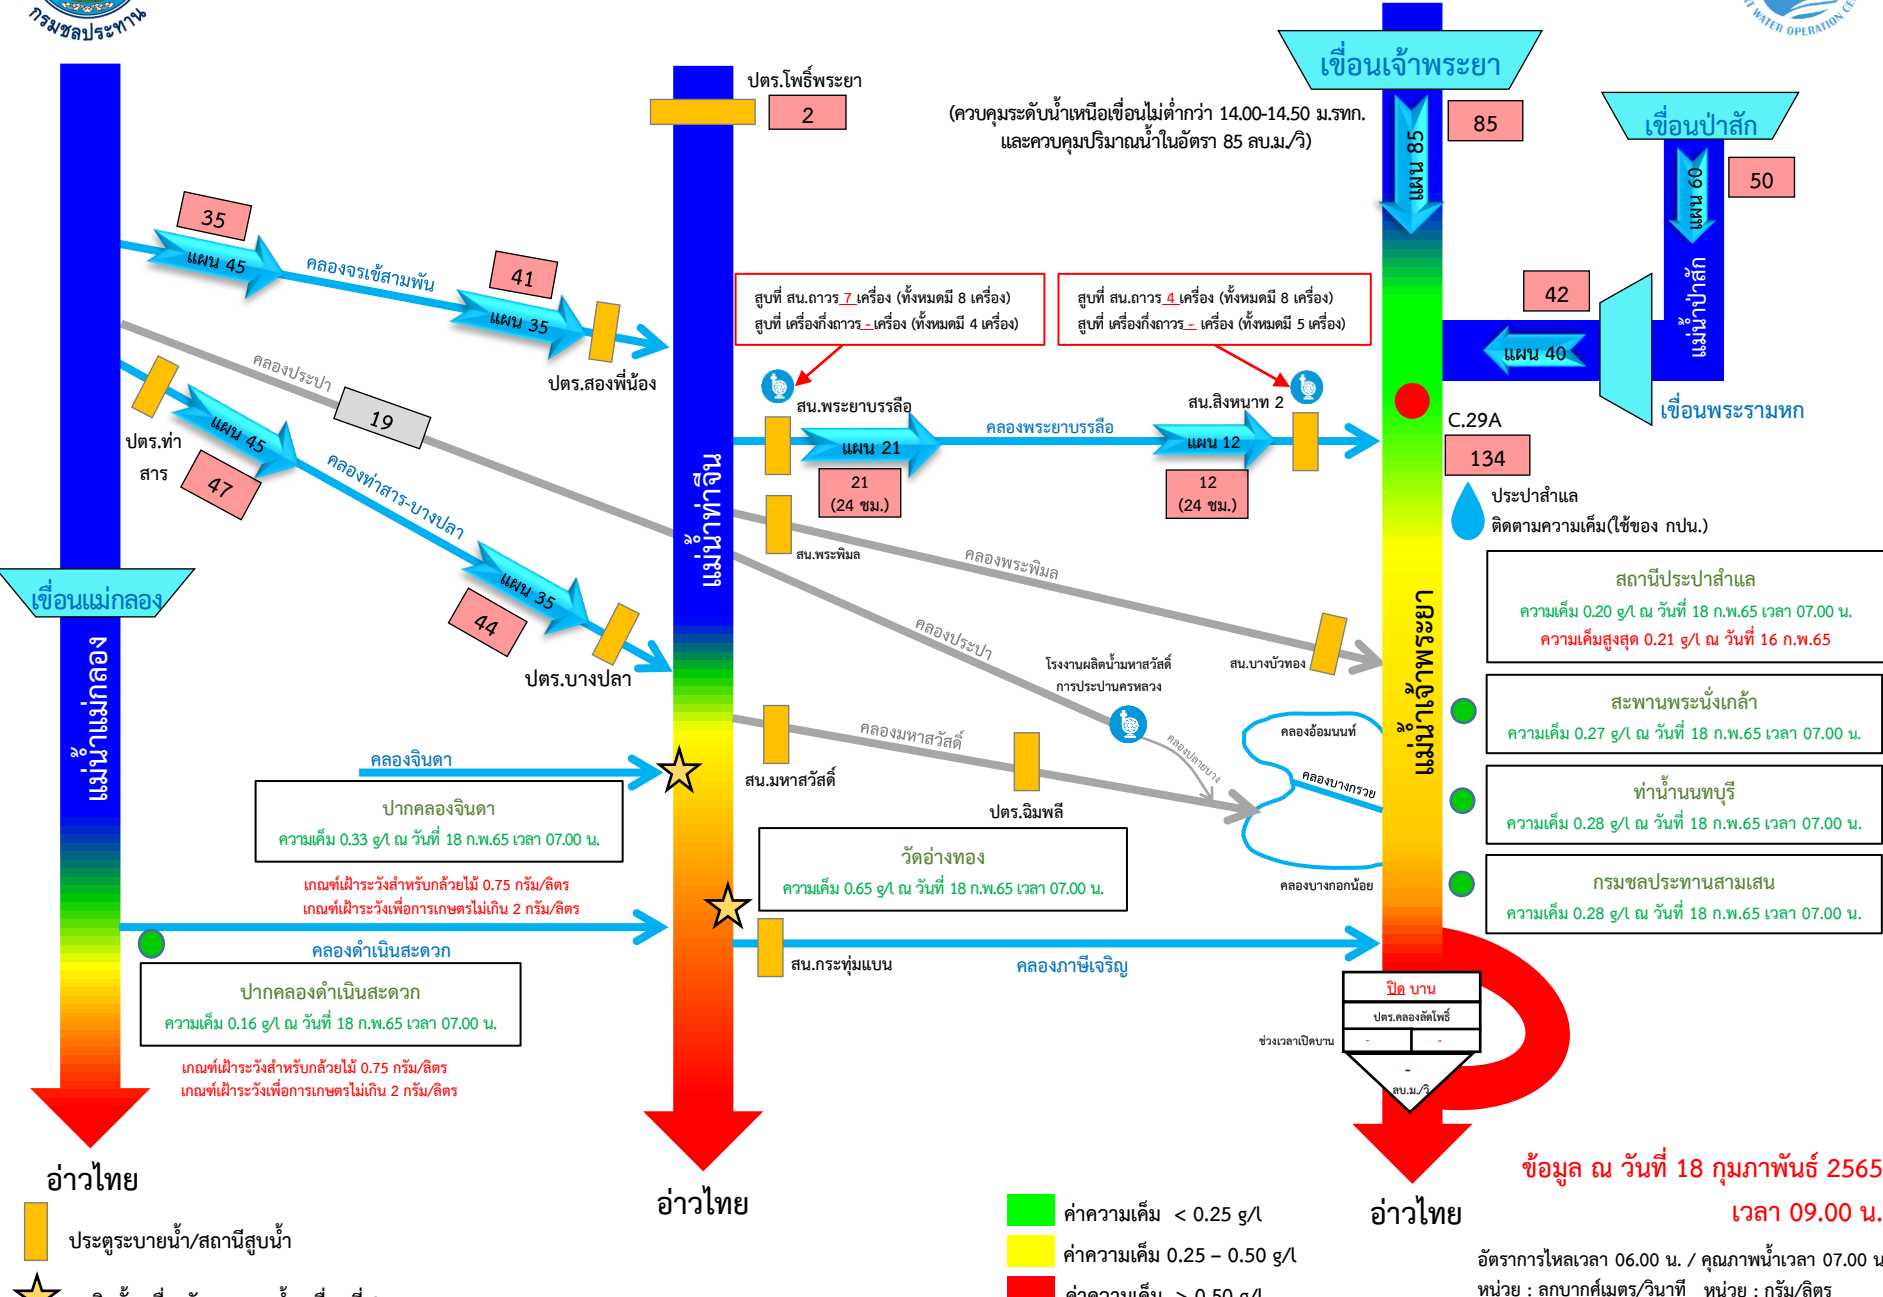 กรมชลประทาน
WATER OPERATION
ปตร.โพธิ์พระยา
2
เขื่อนเจ้าพระยา
(ควบคุมระดับน้ำเหนือเขื่อนไม่ต่ำกว่า 14.00-14.50 ม.รทก.
และควบคุมปริมาณน้ำในอัตรา 85 ลบ.ม./วิ)
แผน 85
85
เขื่อนป่าสัก
แผน 60
50
แม่น้ำป่าสัก
42
แผน 40
เขื่อนพระรามหก
35
แผน 45
คลองจรเข้สามพัน
41
แผน 35
ปตร.สองพี่น้อง
สูบที่ สน.ถาวร 7 เครื่อง (ทั้งหมดมี 8 เครื่อง)
สูบที่ เครื่องกึ่งถาวร - เครื่อง (ทั้งหมดมี 4 เครื่อง)
สูบที่ สน.ถาวร 4 เครื่อง (ทั้งหมดมี 8 เครื่อง)
สูบที่ เครื่องกึ่งถาวร - เครื่อง (ทั้งหมดมี 5 เครื่อง)
คลองประปา
19
ปตร.ท่า
สาร
แผน 45
47
คลองท่าสาร-บางปลา
แผน 35
44
ปตร.บางปลา
สน.พระยาบรรลือ
แผน 21
21
(24 ชม.)
คลองพระยาบรรลือ
สน.สิงหนาท 2
แผน 12
12
(24 ชม.)
C.29A
134
ประปาสำแล
ติดตามความเค็ม(ใช้ของ กปน.)
แม่น้ำท่าจีน
สน.พระพิมล
คลองพระพิมล
สน.บางบัวทอง
คลองประปา
โรงงานผลิตน้ำมหาสวัสดิ์
การประปานครหลวง
สถานีประปาสำแล
ความเค็ม 0.20 g/l ณ วันที่ 18 ก.พ.65 เวลา 07.00 น.
ความเค็มสูงสุด 0.21 g/l ณ วันที่ 16 ก.พ.65
เขื่อนแม่กลอง
แม่น้ำแม่กลอง
แม่น้ำเจ้าพระยา
สะพานพระนั่งเกล้า
ความเค็ม 0.27 g/l ณ วันที่ 18 ก.พ.65 เวลา 07.00 น.
คลองจินดา
ปากคลองจินดา
ความเค็ม 0.33 g/l ณ วันที่ 18 ก.พ.65 เวลา 07.00 น.
เกณฑ์เฝ้าระวังสำหรับกล้วยไม้ 0.75 กรัม/ลิตร
เกณฑ์เฝ้าระวังเพื่อการเกษตรไม่เกิน 2 กรัม/ลิตร
สน.มหาสวัสดิ์
คลองมหาสวัสดิ์
ปตร.ฉิมพลี
คลองปลายบาง
คลองอ้อมนนท์
คลองบางกรวย
คลองบางกอกน้อย
ท่าน้ำนนทบุรี
ความเค็ม 0.28 g/l ณ วันที่ 18 ก.พ.65 เวลา 07.00 น.
วัดอ่างทอง
ความเค็ม 0.65 g/l ณ วันที่ 18 ก.พ.65 เวลา 07.00 น.
กรมชลประทานสามเสน
ความเค็ม 0.28 g/l ณ วันที่ 18 ก.พ.65 เวลา 07.00 น.
คลองดำเนินสะดวก
ปากคลองดำเนินสะดวก
ความเค็ม 0.16 g/l ณ วันที่ 18 ก.พ.65 เวลา 07.00 น.
เกณฑ์เฝ้าระวังสำหรับกล้วยไม้ 0.75 กรัม/ลิตร
เกณฑ์เฝ้าระวังเพื่อการเกษตรไม่เกิน 2 กรัม/ลิตร
สน.กระทุ่มแบน
คลองภาษีเจริญ
ปิด บาน
ปตร.คลองลัดโพธิ์
ช่วงเวลาเปิดบาน
- -
-
ลบ.ม./วิ
อ่าวไทย
อ่าวไทย
อ่าวไทย
ข้อมูล ณ วันที่ 18 กุมภาพันธ์ 2565
เวลา 09.00 น.
ประตูระบายน้ำ/สถานีสูบน้ำ
ค่าความเค็ม < 0.25 g/l
ค่าความเค็ม 0.25 – 0.50 g/l
ค่าความเค็ม > 0.50 g/l
อัตราการไหลเวลา 06.00 น. / คุณภาพน้ำเวลา 07.00 น
หน่วย : ลูกบากศ์เมตร/วินาที หน่วย : กรัม/ลิตร